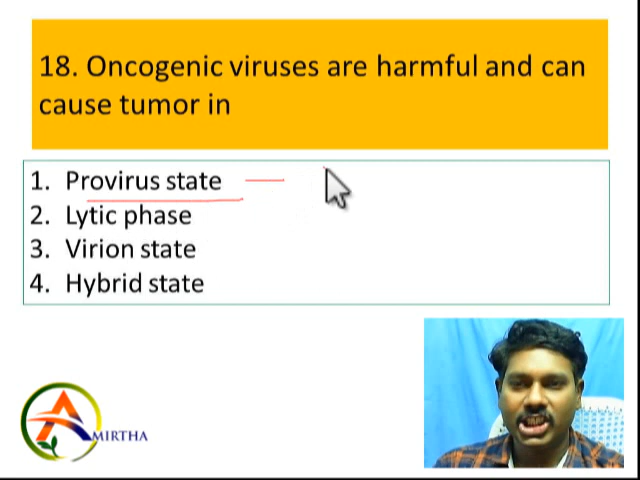 18. Oncogenic viruses are harmful and can
cause tumor in
1. Provirus state
2. Lytic phase
3. Virion state
4. Hybrid state
AMIRTHA